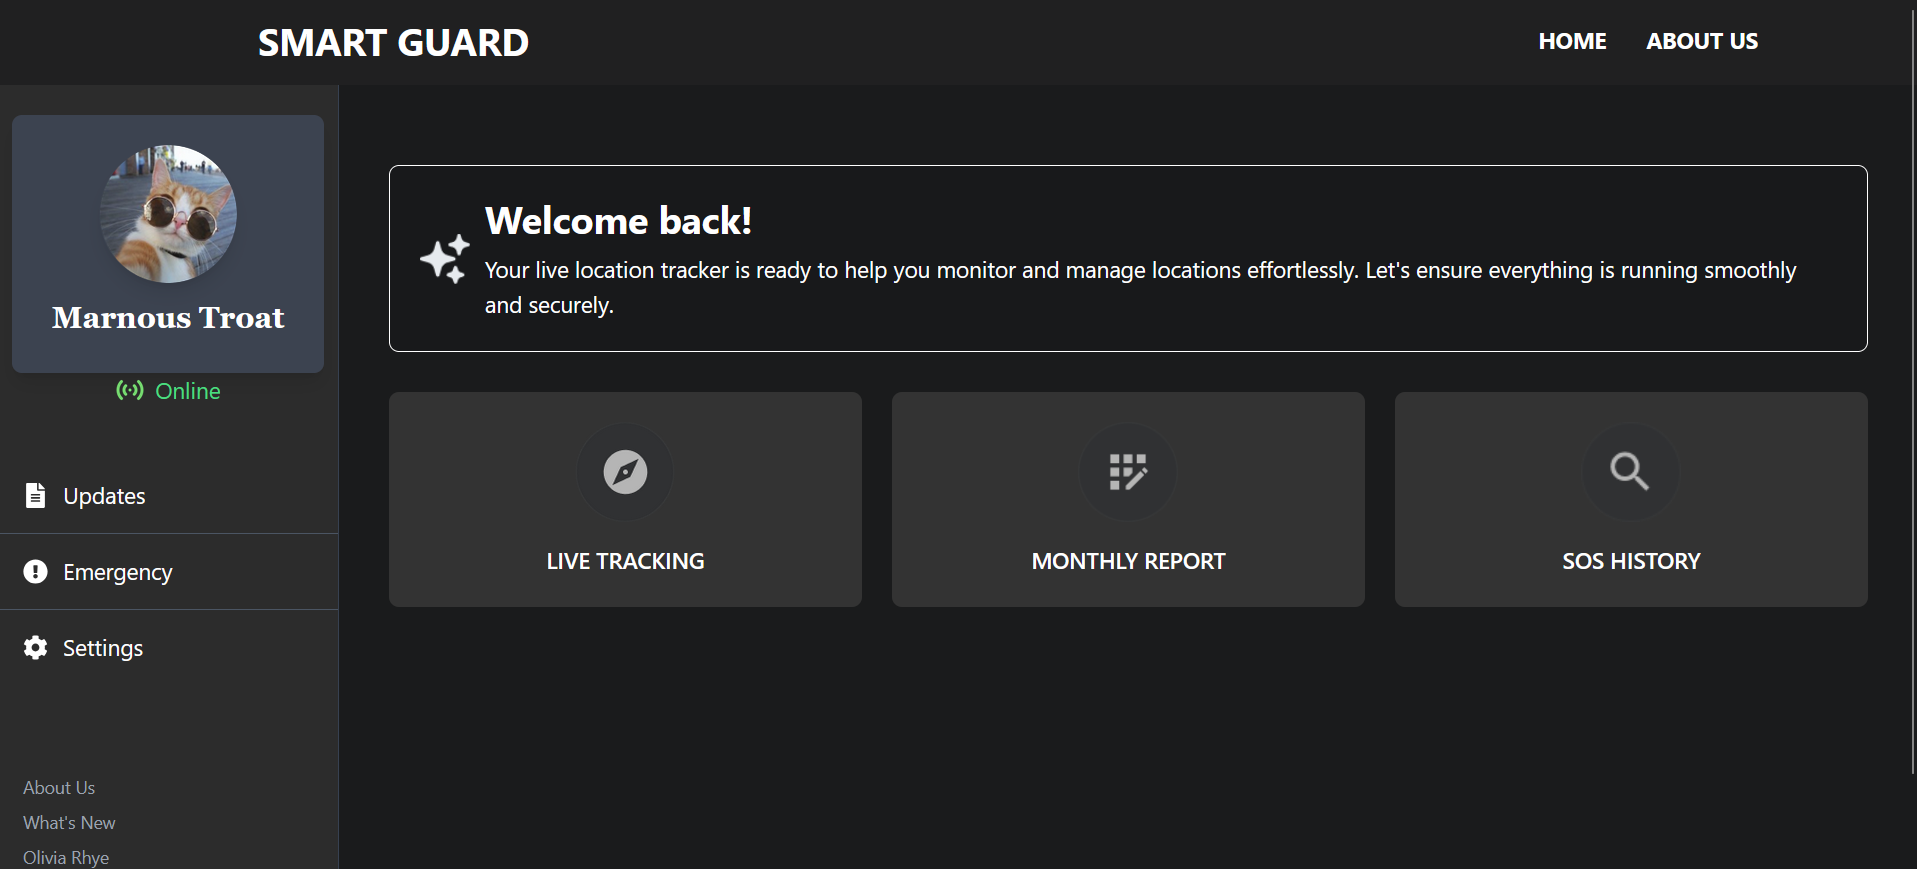 SMART GUARD
HOME
ABOUT US
Marnous Troat
Online
Updates
Emergency
Settings
About Us
What's New
Olivia Rhye
Welcome back!
Your live location tracker is ready to help you monitor and manage locations effortlessly. Let's ensure everything is running smoothly
and securely.
LIVE TRACKING
MONTHLY REPORT
SOS HISTORY